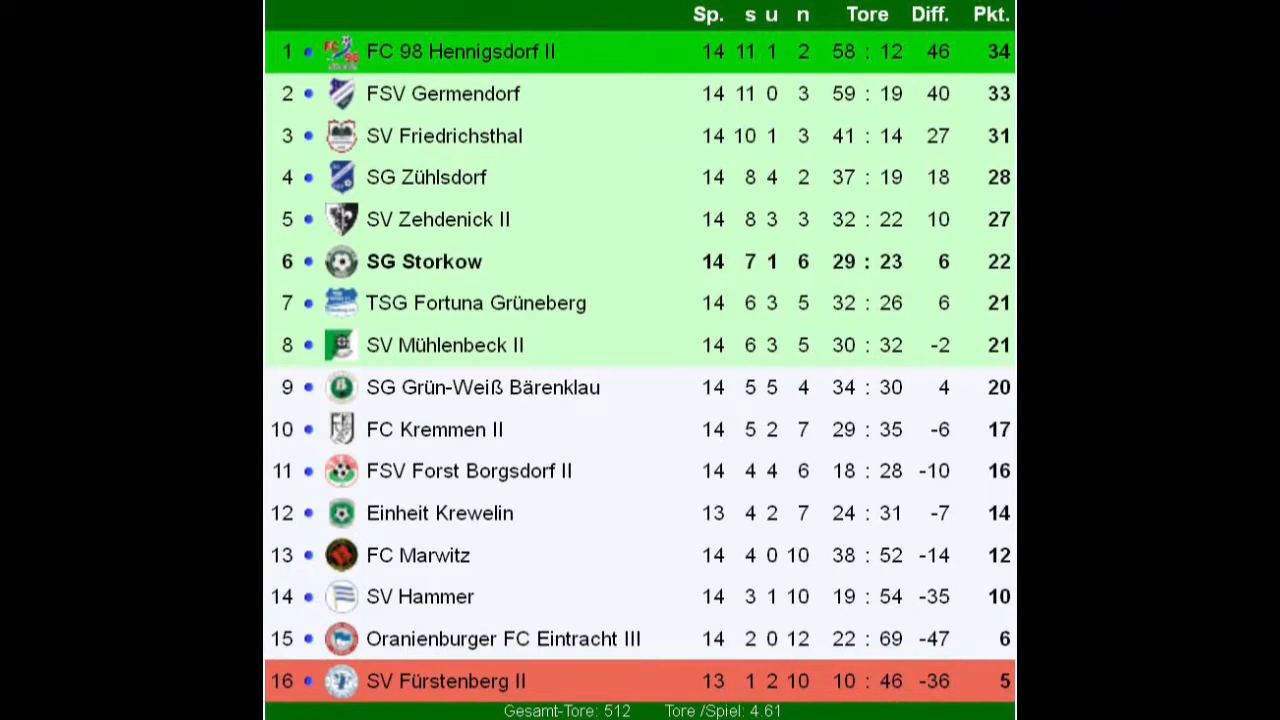 Sp. s u n Tore Diff. Pkt.
1 FC 98 Hennigsdorf II 14 11 1 2 58 : 12 46 34
2 FSV Germendorf 14 11 0 3 59 : 19 40 33
3 SV Friedrichsthal 14 10 1 3 41 : 14 27 31
4 SG Zühlsdorf 14 8 4 2 37 : 19 18 28
5 SV Zehdenick II 14 8 3 3 32 : 22 10 27
6 SG Storkow 14 7 1 6 29 : 23 6 22
7 TSG Fortuna Grüneberg 14 6 3 5 32 : 26 6 21
8 SV Mühlenbeck II 14 6 3 5 30 : 32 -2 21
9 SG Grün-Weiß Bärenklau 14 5 5 4 34 : 30 4 20
10 FC Kremmen II 14 5 2 7 29 : 35 -6 17
11 FSV Forst Borgsdorf II 14 4 4 6 18 : 28 -10 16
12 Einheit Krewelin 13 4 2 7 24 : 31 -7 14
13 FC Marwitz 14 4 0 10 38 : 52 -14 12
14 SV Hammer 14 3 1 10 19 : 54 -35 10
15 Oranienburger FC Eintracht III 14 2 0 12 22 : 69 -47 6
16 SV Fürstenberg II 13 1 2 10 10 : 46 -36 5
Gesamt-Tore: 512 Tore /Spiel: 4.61